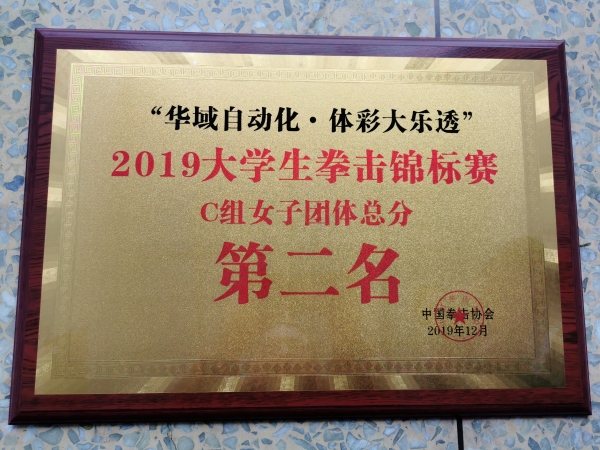 “华域自动化·体彩大乐透”
2019大学生拳击锦标赛
C组女子团体总分
第二名
中国拳击协会
2019年12月